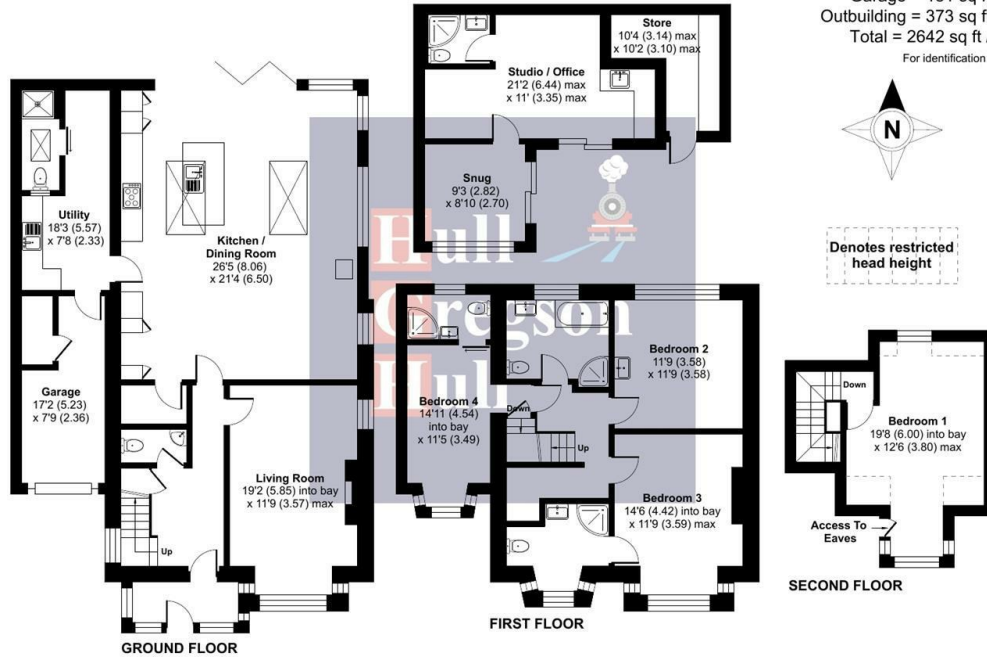 Garage =
Outbuilding = 373 sq f
Total = 2642 sq ft /
For identification
N
Denotes restricted
head height
Store
10'4 (3.14) max
x 10'2 (3.10) max
Studio / Office
21'2 (6.44) max
x 11' (3.35) max
Snug
9'3 (2.82)
x 8'10 (2.70)
Utility
18'3 (5.57)
x 7'8 (2.33)
Kitchen /
Dining Room
26'5 (8.06)
x 21'4 (6.50)
Garage
17'2 (5.23)
x 7'9 (2.36)
Living Room
19'2 (5.85) into bay
x 11'9 (3.57) max
Up
GROUND FLOOR
Hull
Gregson
Hull
Bedroom 2
11'9 (3.58)
x 11'9 (3.58)
Bedroom 4
14'11 (4.54)
into bay
x 11'5 (3.49)
Down
Up
Bedroom 3
14'6 (4.42) into bay
x 11'9 (3.59) max
FIRST FLOOR
Down
Bedroom 1
19'8 (6.00) into bay
x 12'6 (3.80) max
Access To
Eaves
SECOND FLOOR